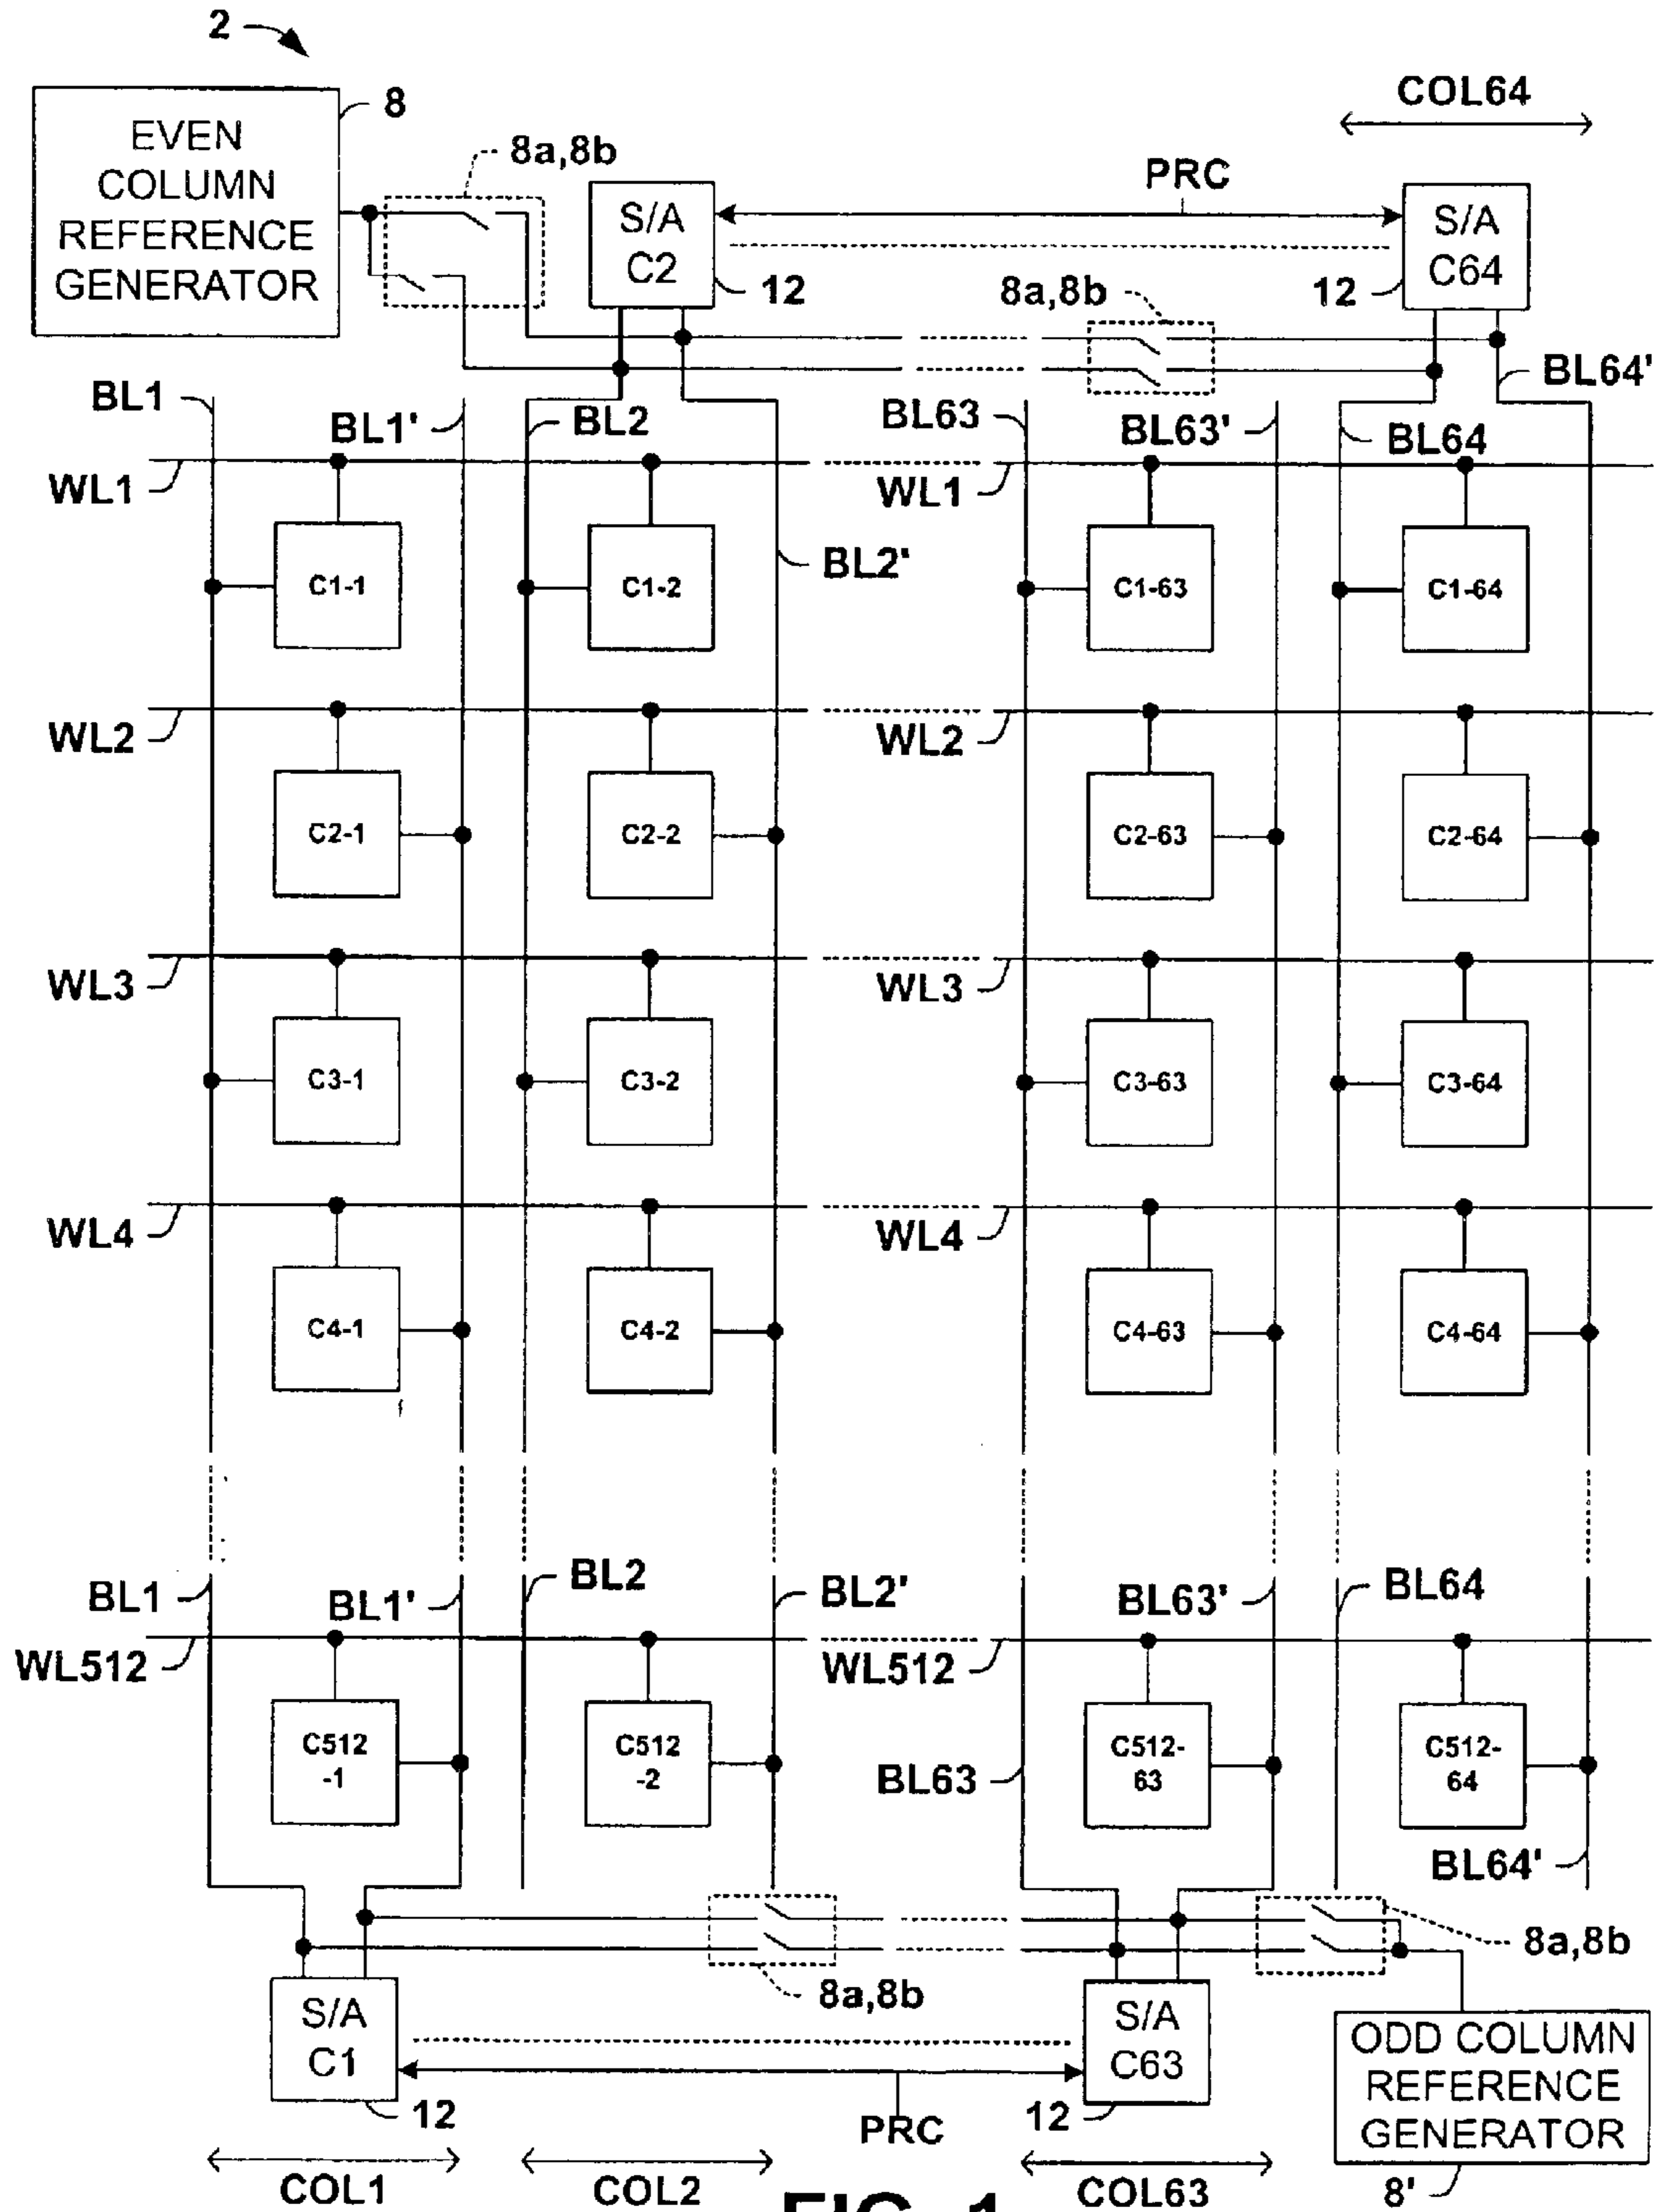 2
8
COL64
EVEN
COLUMN
REFERENCE
GENERATOR
8a,8b
S/A
C2
PRC
S/A
C64
12
8a,8b
12
BL1
BL1'
BL2
BL63
BL63'
BL64
BL64'
WL1
WL1
C1-1
C1-2
BL2'
C1-63
C1-64
WL2
WL2
C2-1
C2-2
C2-63
C2-64
WL3
WL3
C3-1
C3-2
C3-63
C3-64
WL4
WL4
C4-1
C4-2
C4-63
C4-64
BL1
BL1'
BL2
BL2'
BL63'
BL64
WL512
WL512
C512
-1
C512
-2
BL63
C512-
63
C512-
64
BL64'
8a,8b
8a,8b
S/A
C1
S/A
C63
ODD COLUMN
REFERENCE
GENERATOR
12
PRC
12
COL1
COL2
COL63
8'
FIG. 1